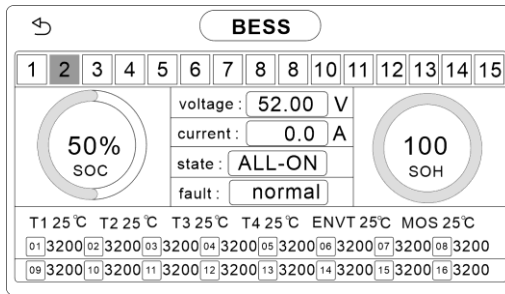 BESS
1 2 3 4 5 6 7 8 8 10 11 12 13 14 15
voltage : 52.00 V
current : 0.0 A
state : ALL-ON
fault : normal
50%
SOC
100
SOH
T1 25℃ T2 25℃ T3 25℃ T4 25℃ ENVT 25℃ MOS 25℃
01 3200 02 3200 03 3200 04 3200 05 3200 06 3200 07 3200 08 3200
09 3200 10 3200 11 3200 12 3200 13 3200 14 3200 15 3200 16 3200